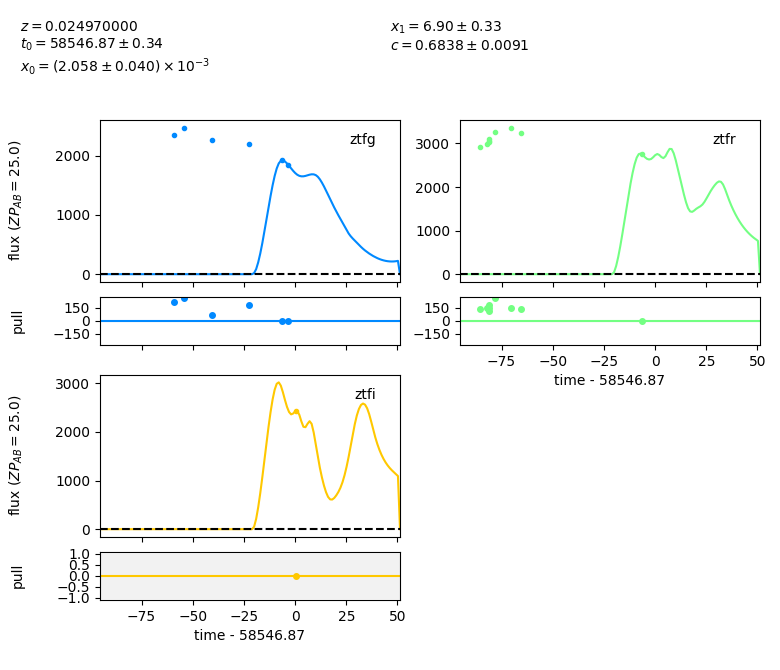 z = 0.024970000
t₀ = 58546.87 ± 0.34
x₀ = (2.058 ± 0.040) × 10⁻³
x₁ = 6.90 ± 0.33
c = 0.6838 ± 0.0091
flux (ZP_AB = 25.0)
2000
1000
0
ztfg
3000
2000
1000
0
ztfr
pull
150
0
−150
150
0
−150
−75 −50 −25 0 25 50
time - 58546.87
flux (ZP_AB = 25.0)
3000
2000
1000
0
ztfi
pull
1.0
0.5
0.0
−0.5
−1.0
−75 −50 −25 0 25 50
time - 58546.87